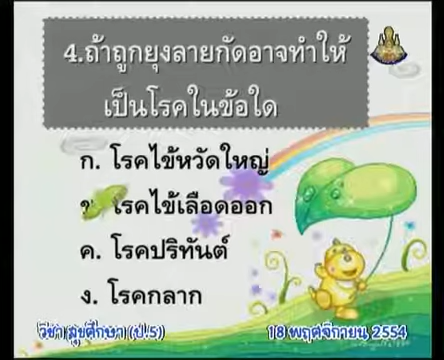 4.ถ้าถูกยุงลายกัดอาจทำให้
เป็นโรคในข้อใด
ก. โรคไข้หวัดใหญ่
ข. โรคไข้เลือดออก
ค. โรคปริทันต์
ง. โรคกลาก
วิชา สุขศึกษา (ป.5)
18 พฤศจิกายน 2554